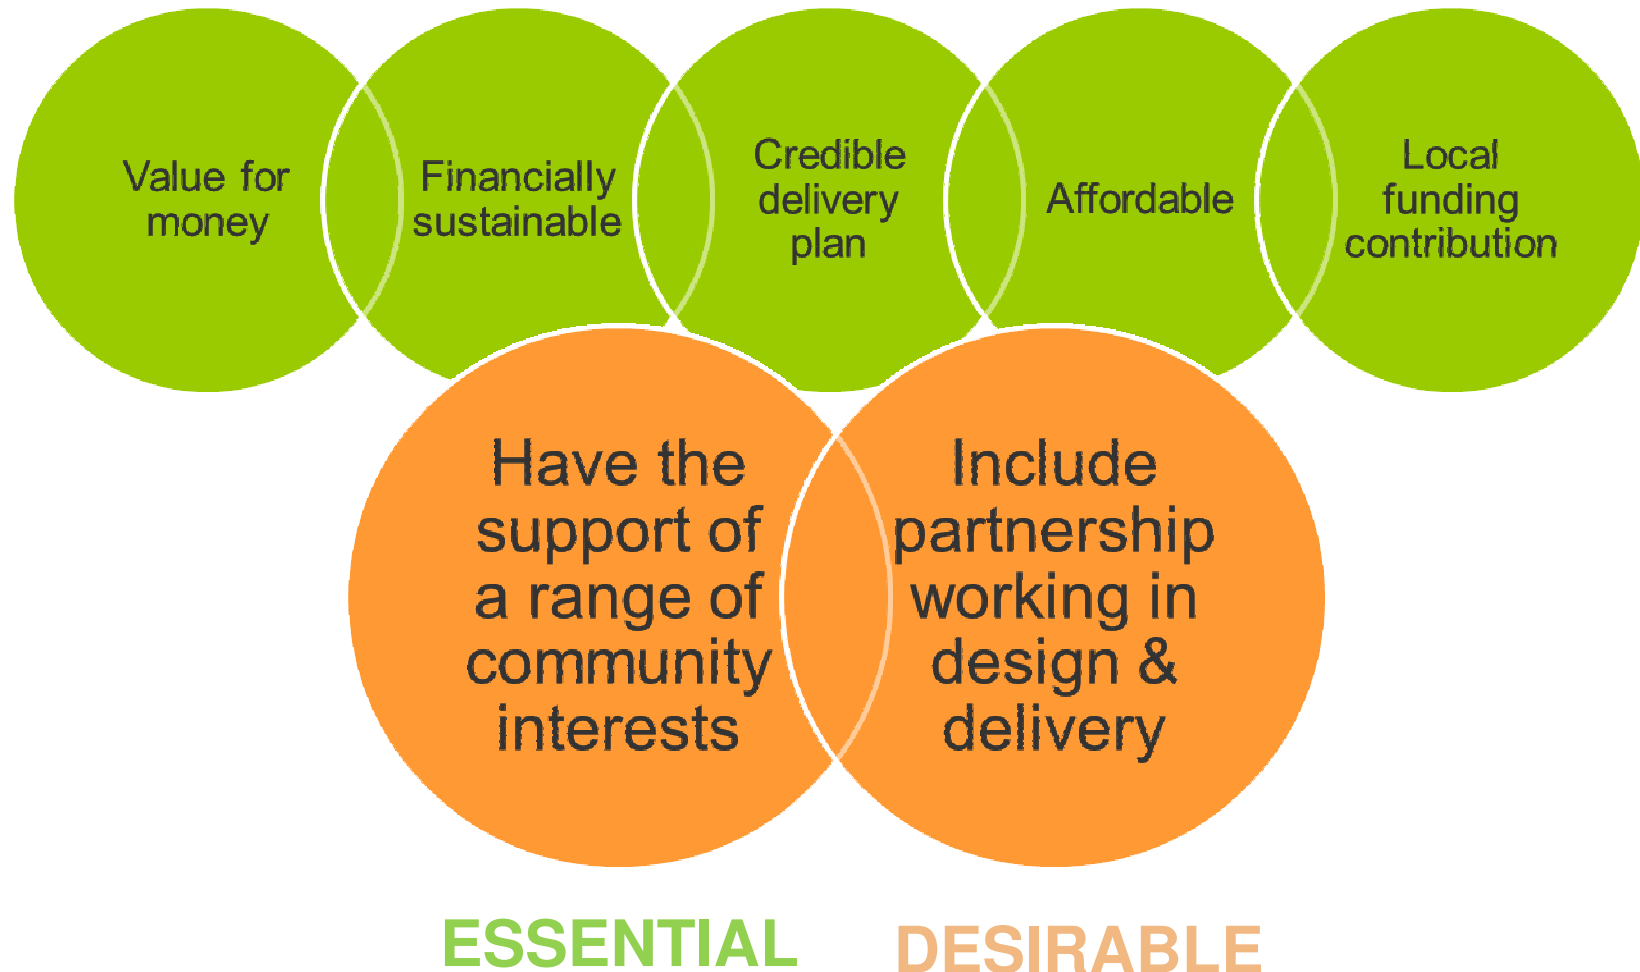 Value for
money
Financially
sustainable
Credible
delivery
plan
Affordable
Local
funding
contribution
Have the
support of
a range of
community
interests
Include
partnership
working in
design &
delivery
ESSENTIAL
DESIRABLE